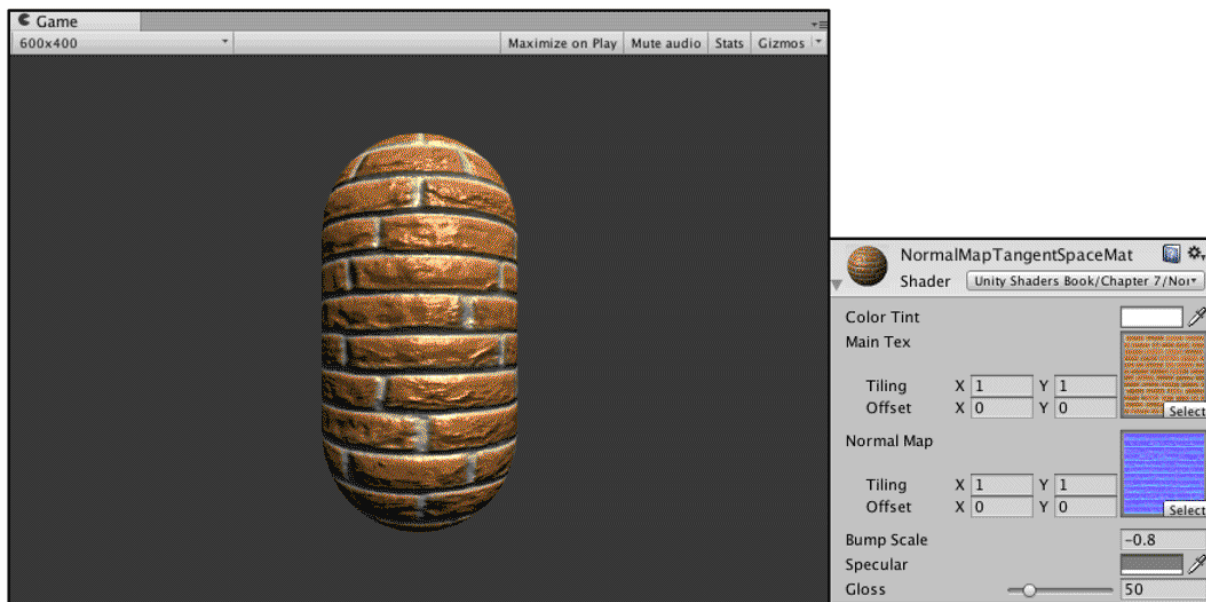 Game
600x400 Maximize on Play Mute audio Stats Gizmos
NormalMapTangentSpaceMat
Shader Unity Shaders Book/Chapter 7/Nor
Color Tint
Main Tex
Tiling X 1 Y 1
Offset X 0 Y 0
Select
Normal Map
Tiling X 1 Y 1
Offset X 0 Y 0
Select
Bump Scale -0.8
Specular
Gloss 50